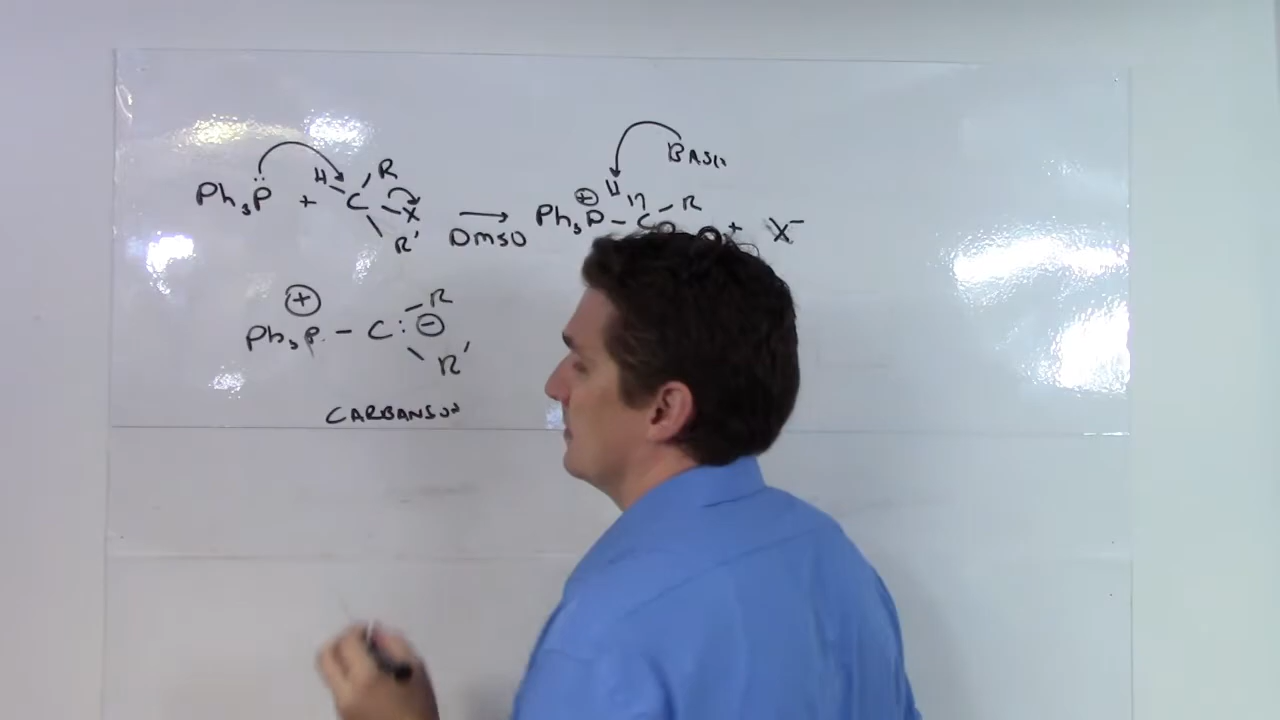 R
Ph₃P: + H-C-X → DMSO
R'
BASE
⊕ H
Ph₃P - C - R + X⁻
⊕
Ph₃P - C: ⊖ R
R'
CARBANION